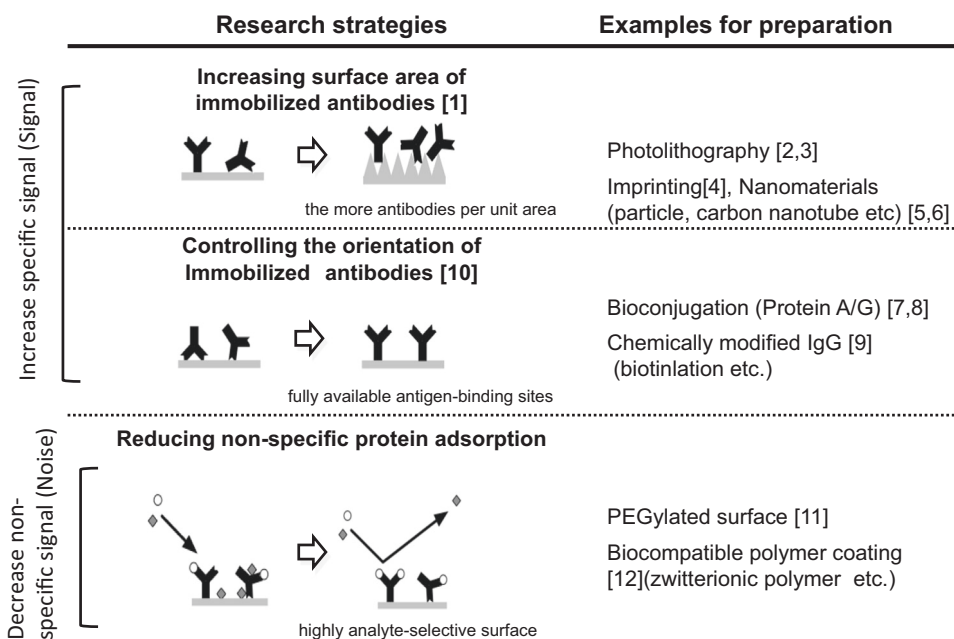 Research strategies
Examples for preparation
Increase specific signal (Signal)
Increasing surface area of
immobilized antibodies [1]
the more antibodies per unit area
Photolithography [2,3]
Imprinting[4], Nanomaterials
(particle, carbon nanotube etc) [5,6]
Controlling the orientation of
Immobilized antibodies [10]
fully available antigen-binding sites
Bioconjugation (Protein A/G) [7,8]
Chemically modified IgG [9]
(biotinlation etc.)
Decrease non-
specific signal (Noise)
Reducing non-specific protein adsorption
highly analyte-selective surface
PEGylated surface [11]
Biocompatible polymer coating
[12](zwitterionic polymer etc.)